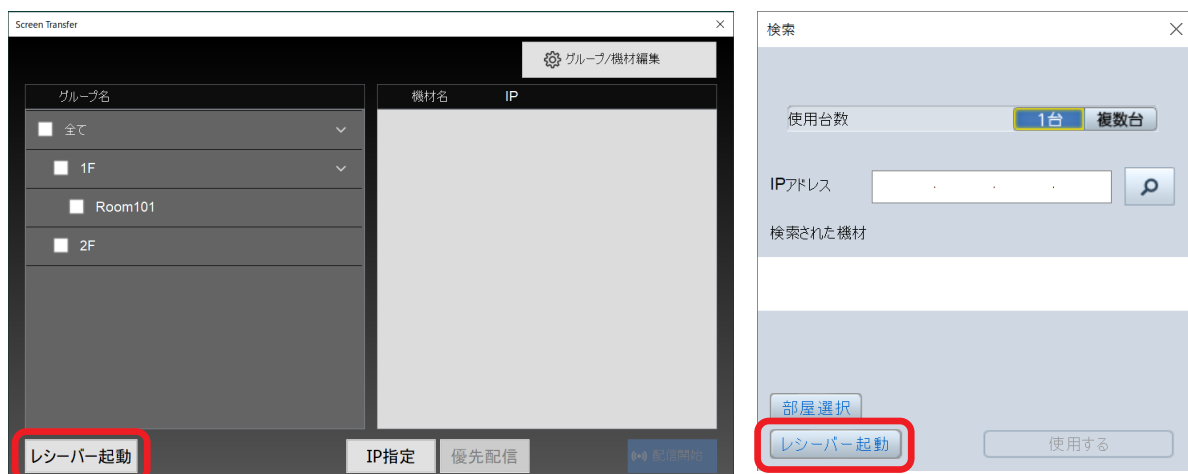 Screen Transfer
グループ/機材編集
グループ名
機材名 IP
全て
1F
Room101
2F
レシーバー起動
IP指定
優先配信
配信開始
検索
使用台数
1台
複数台
IPアドレス . . .
検索された機材
部屋選択
レシーバー起動
使用する